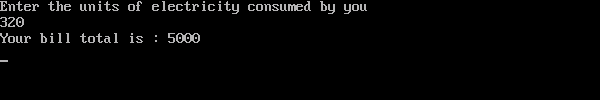 Enter the units of electricity consumed by you
320
Your bill total is : 5000